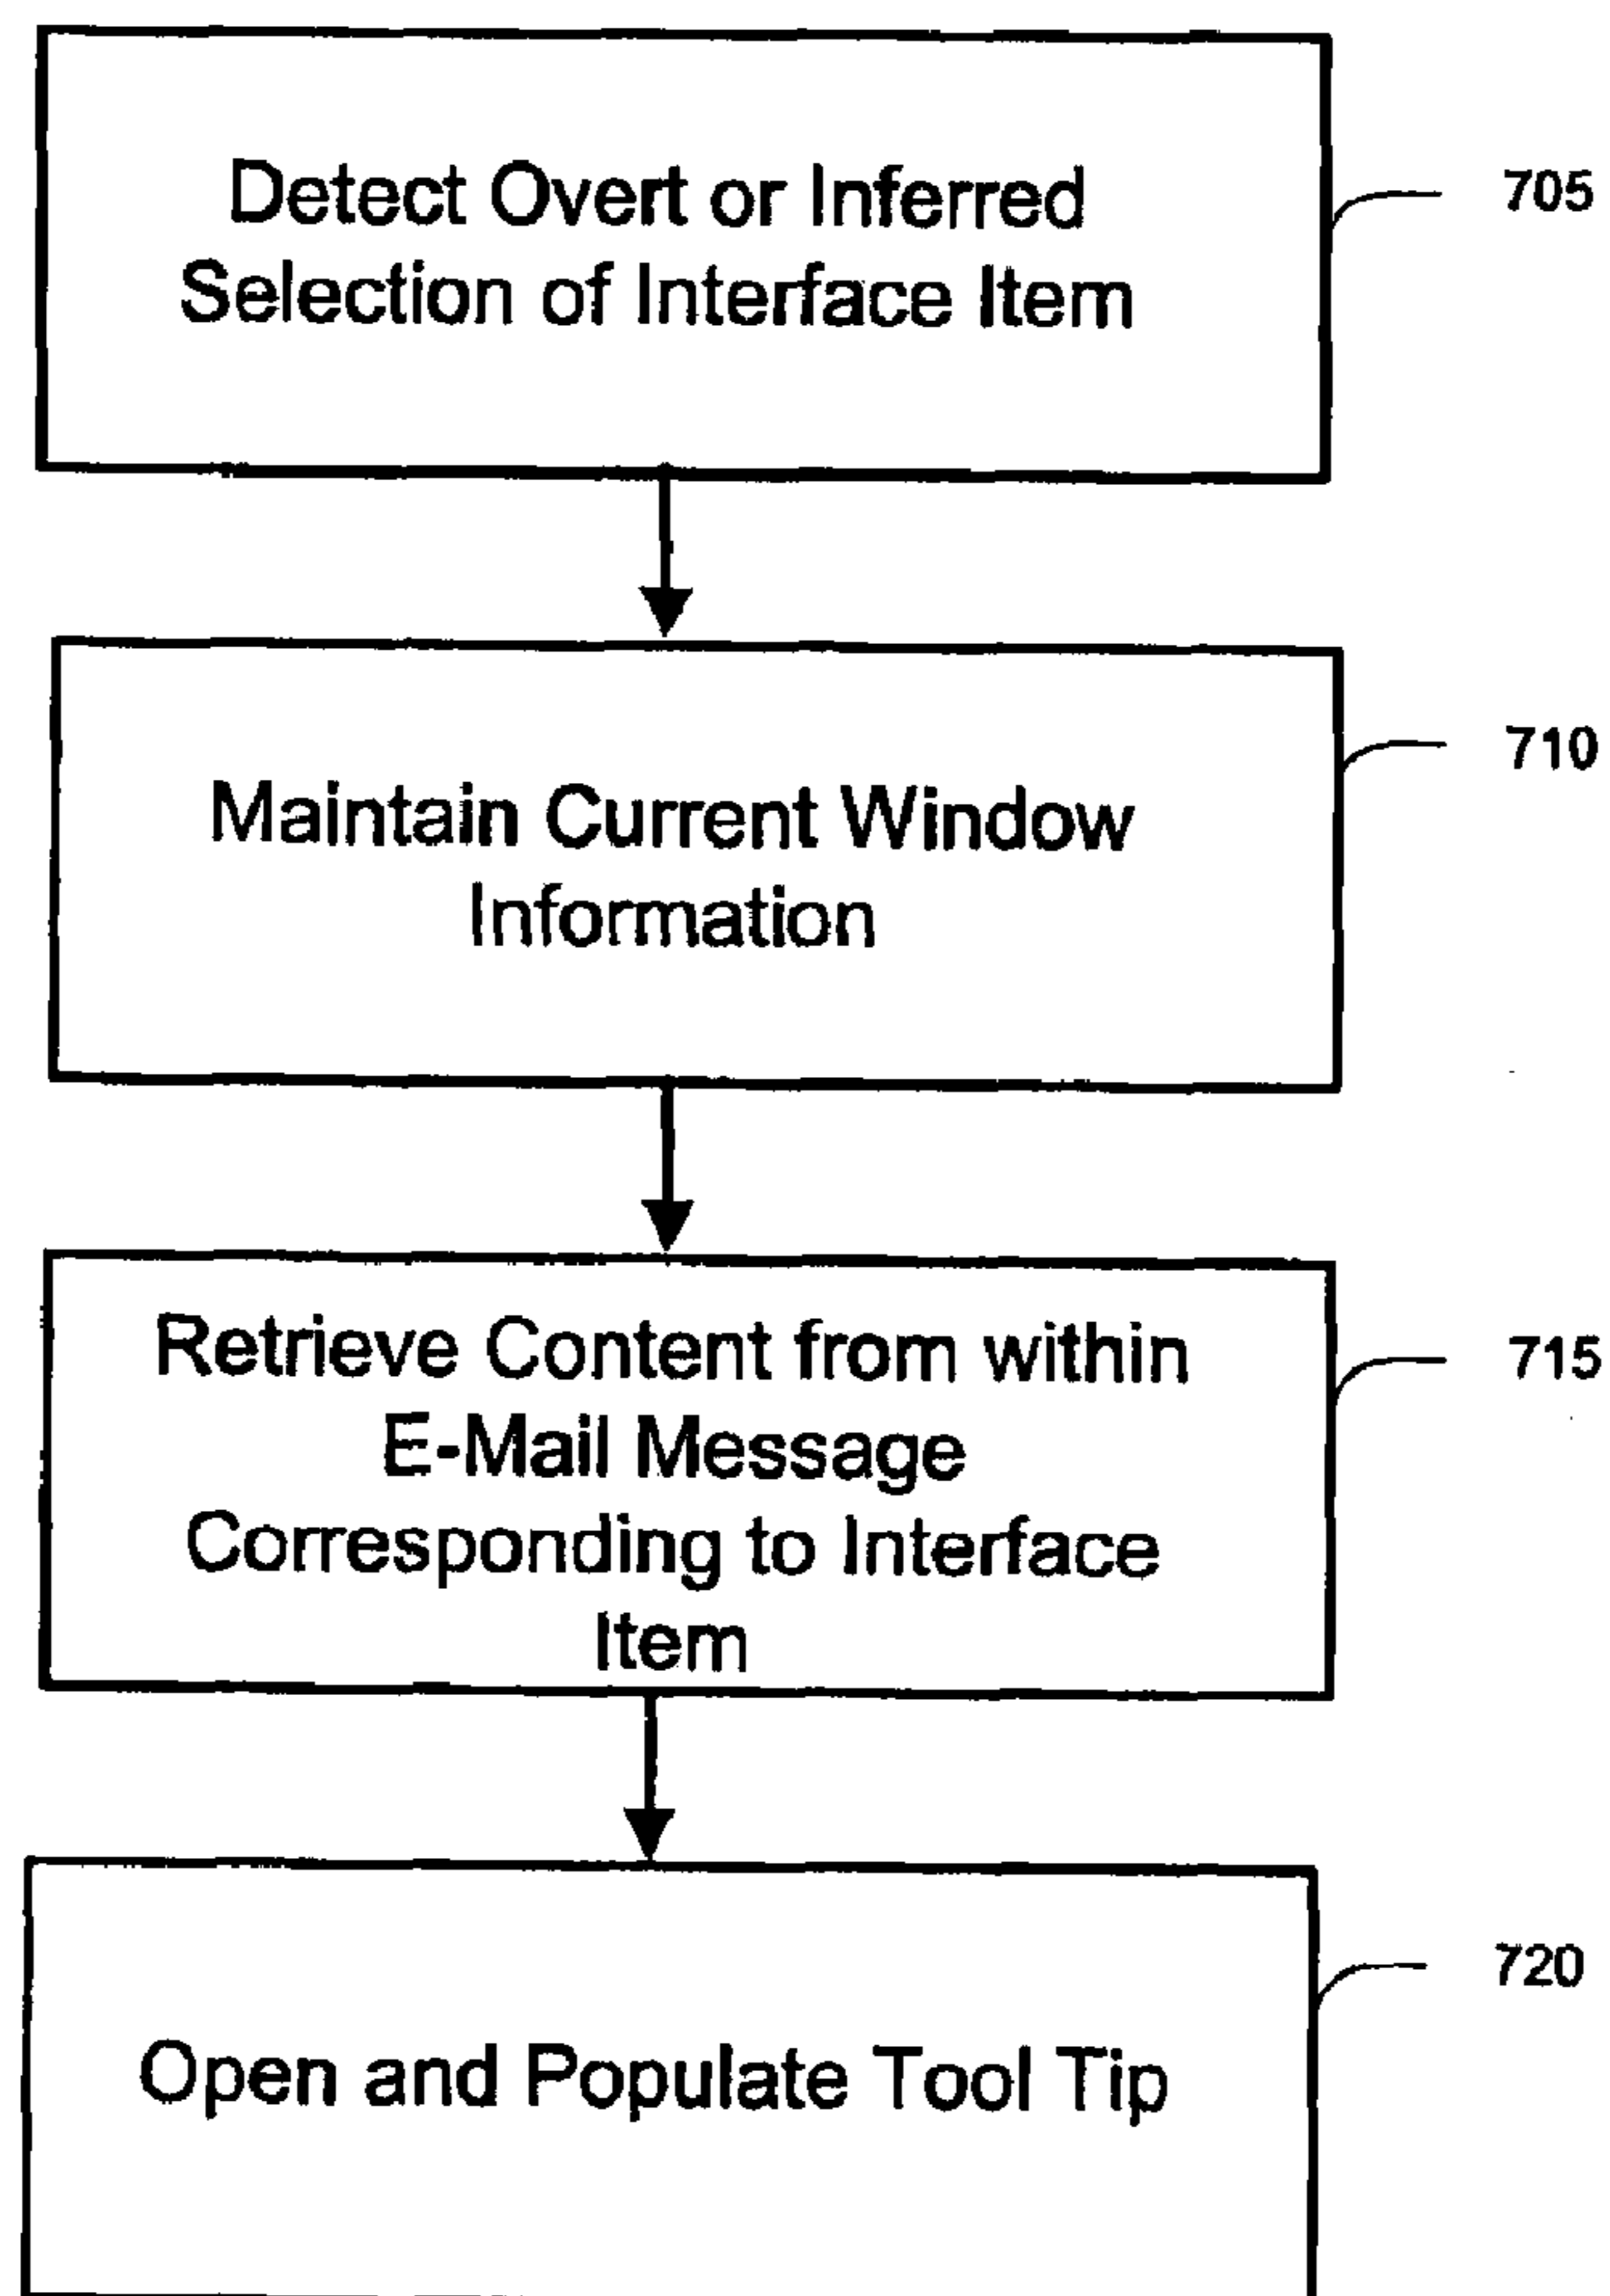 Detect Overt or Inferred
Selection of Interface Item
705
Maintain Current Window
Information
710
Retrieve Content from within
E-Mail Message
Corresponding to Interface
Item
715
Open and Populate Tool Tip
720